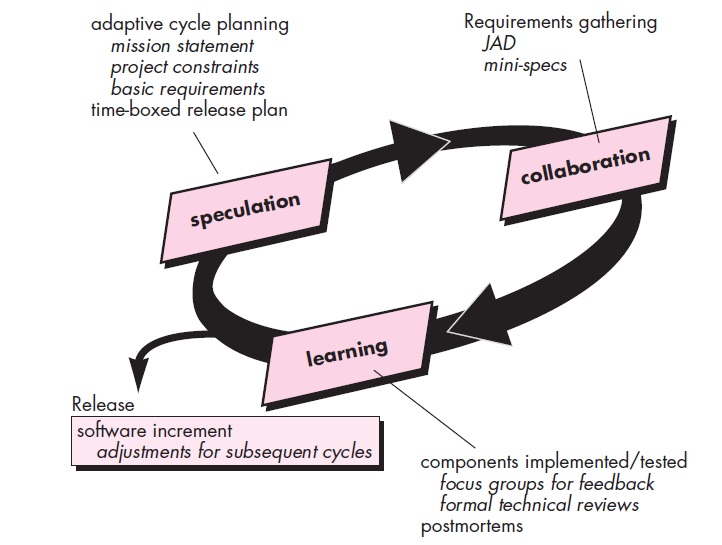 adaptive cycle planning
mission statement
project constraints
basic requirements
time-boxed release plan
Requirements gathering
JAD
mini-specs
speculation
collaboration
learning
Release
software increment
adjustments for subsequent cycles
components implemented/tested
focus groups for feedback
formal technical reviews
postmortems